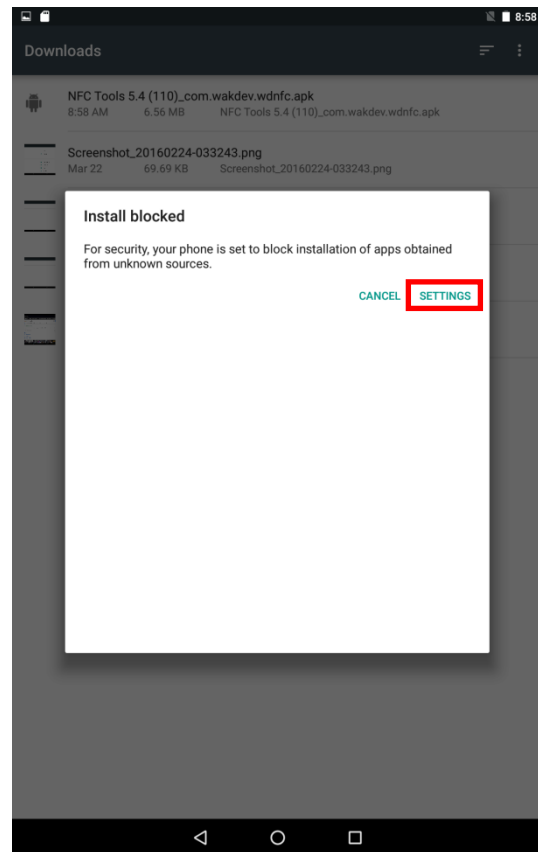 8:58
Downloads
NFC Tools 5.4 (110)_com.wakdev.wdnfc.apk
8:58 AM 6.56 MB NFC Tools 5.4 (110)_com.wakdev.wdnfc.apk
Screenshot_20160224-033243.png
Mar 22 69.69 KB Screenshot_20160224-033243.png
Install blocked
For security, your phone is set to block installation of apps obtained
from unknown sources.
CANCEL SETTINGS